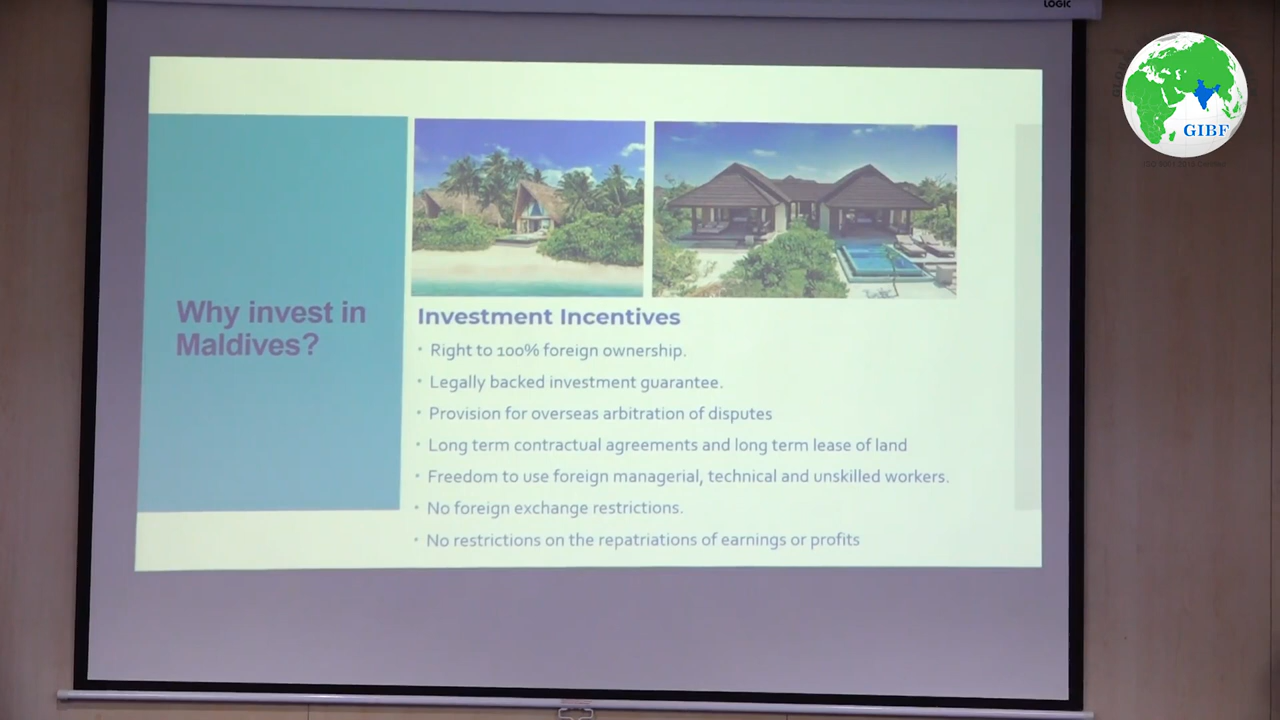 LOGIC
GIBF
Why invest in
Maldives?
Investment Incentives
• Right to 100% foreign ownership.
• Legally backed investment guarantee.
• Provision for overseas arbitration of disputes
• Long term contractual agreements and long term lease of land
• Freedom to use foreign managerial, technical and unskilled workers.
• No foreign exchange restrictions.
• No restrictions on the repatriations of earnings or profits